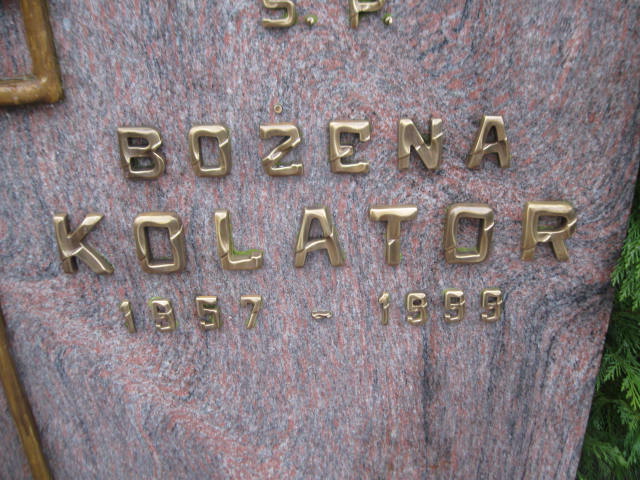 Ś. P.
BOŻENA
KOLATOR
1957 - 1999